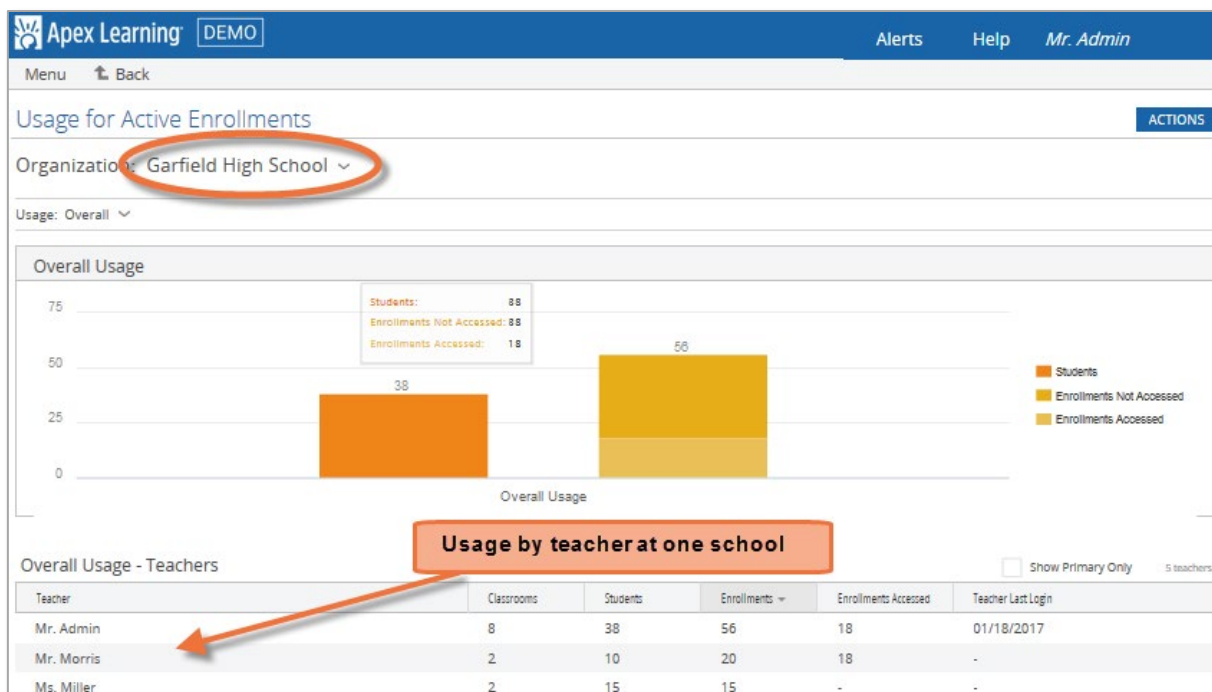 Apex Learning DEMO Alerts Help Mr. Admin
Menu Back
Usage for Active Enrollments ACTIONS
Organization: Garfield High School
Usage: Overall
Overall Usage
75
Students: 88
Enrollments Not Accessed: 88
Enrollments Accessed: 18
56
50
38
25
0
Students
Enrollments Not Accessed
Enrollments Accessed
Overall Usage
Usage by teacher at one school
Overall Usage - Teachers Show Primary Only 5 teachers
Teacher Classrooms Students Enrollments Enrollments Accessed Teacher Last Login
Mr. Admin 8 38 56 18 01/18/2017
Mr. Morris 2 10 20 18 -
Ms. Miller 2 15 15 - -